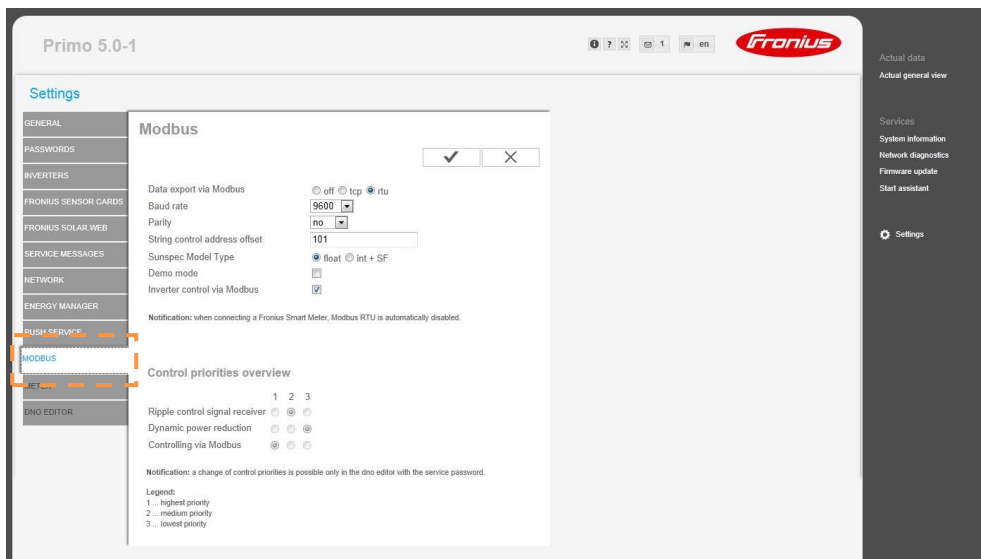 Primo 5.0-1
i ? 1 en
Fronius
Settings
GENERAL
PASSWORDS
INVERTERS
FRONIUS SENSOR CARDS
FRONIUS SOLAR.WEB
SERVICE MESSAGES
NETWORK
ENERGY MANAGER
PUSH SERVICE
MODBUS
METER
DNO EDITOR
Modbus
Data export via Modbus off tcp rtu
Baud rate 9600
Parity no
String control address offset 101
Sunspec Model Type float int + SF
Demo mode
Inverter control via Modbus
Notification: when connecting a Fronius Smart Meter, Modbus RTU is automatically disabled.
Control priorities overview
1 2 3
Ripple control signal receiver
Dynamic power reduction
Controlling via Modbus
Notification: a change of control priorities is possible only in the dno editor with the service password.
Legend:
1 ... highest priority
2 ... medium priority
3 ... lowest priority
Actual data
Actual general view
Services
System information
Network diagnostics
Firmware update
Start assistant
Settings